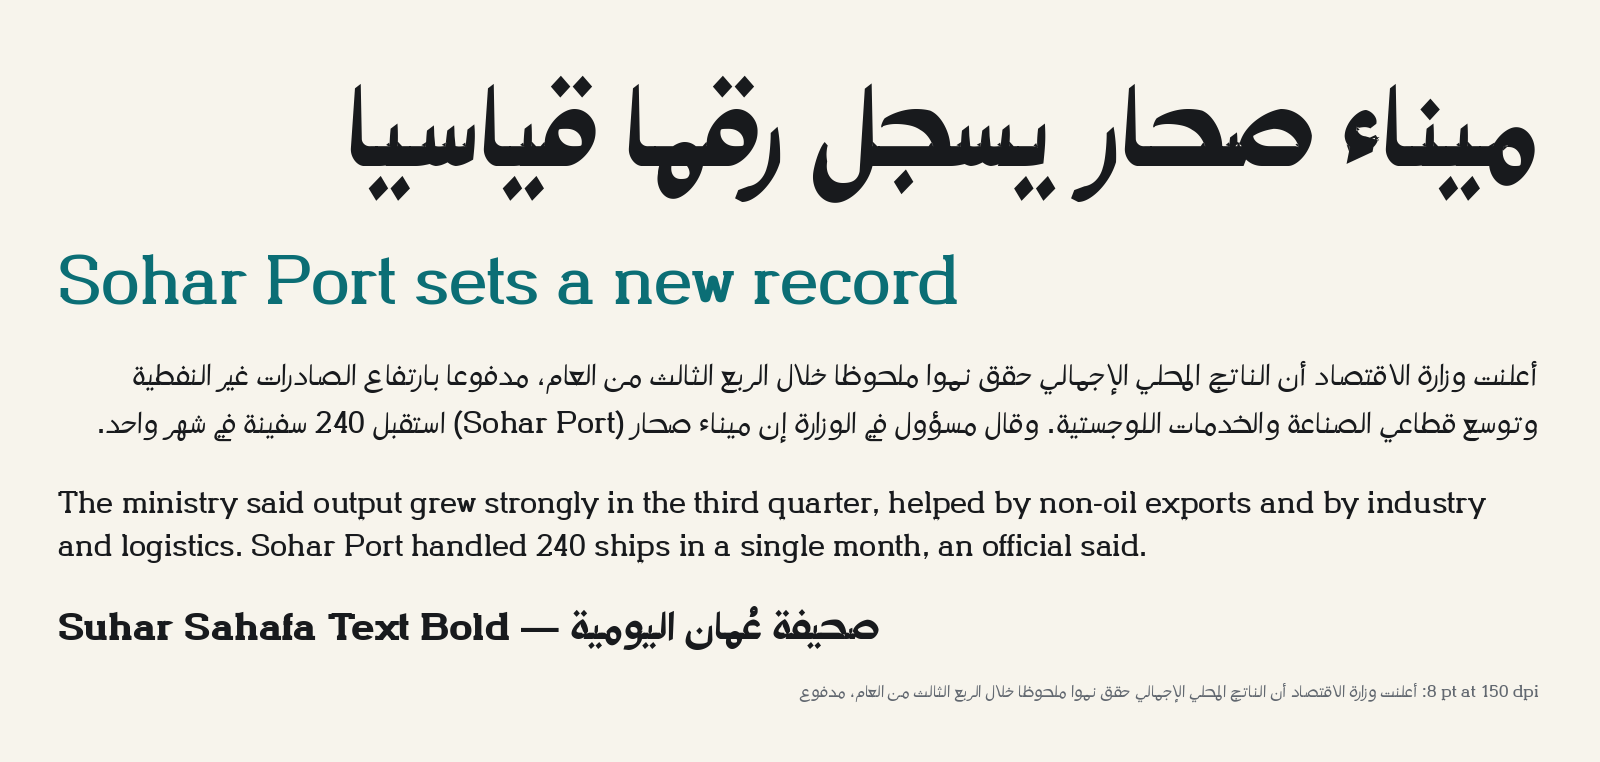 ميناء صحار يسجل رقما قياسيا
Sohar Port sets a new record
أعلنت وزارة الاقتصاد أن الناتج المحلي الإجمالي حقق نموا ملحوظا خلال الربع الثالث من العام، مدفوعا بارتفاع الصادرات غير النفطية
وتوسع قطاعي الصناعة والخدمات اللوجستية. وقال مسؤول في الوزارة إن ميناء صحار (Sohar Port) استقبل 240 سفينة في شهر واحد.
The ministry said output grew strongly in the third quarter, helped by non-oil exports and by industry
and logistics. Sohar Port handled 240 ships in a single month, an official said.
Suhar Sahafa Text Bold — صحيفة عُمان اليومية
8 pt at 150 dpi: أعلنت وزارة الاقتصاد أن الناتج المحلي الإجمالي حقق نموا ملحوظا خلال الربع الثالث من العام، مدفوع